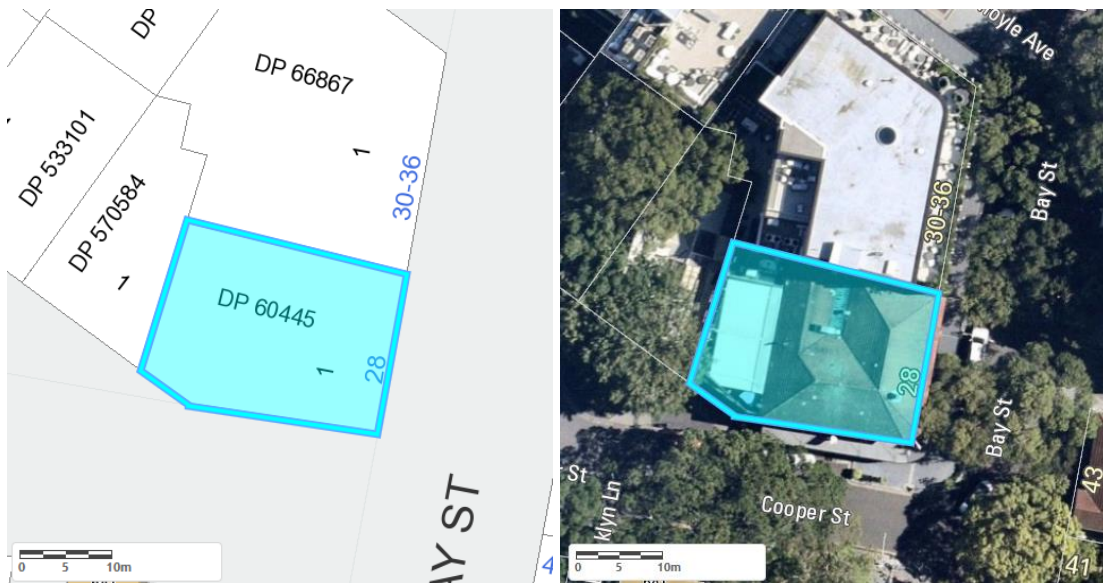 DP
DP 66867
DP 533101
DP 570584
1
1
30-36
DP 60445
1
28
AY ST
4
0 5 10m
oyle Ave
Bay St
30-36
28
Bay St
St
klyn Ln
Cooper St
43
41
0 5 10m